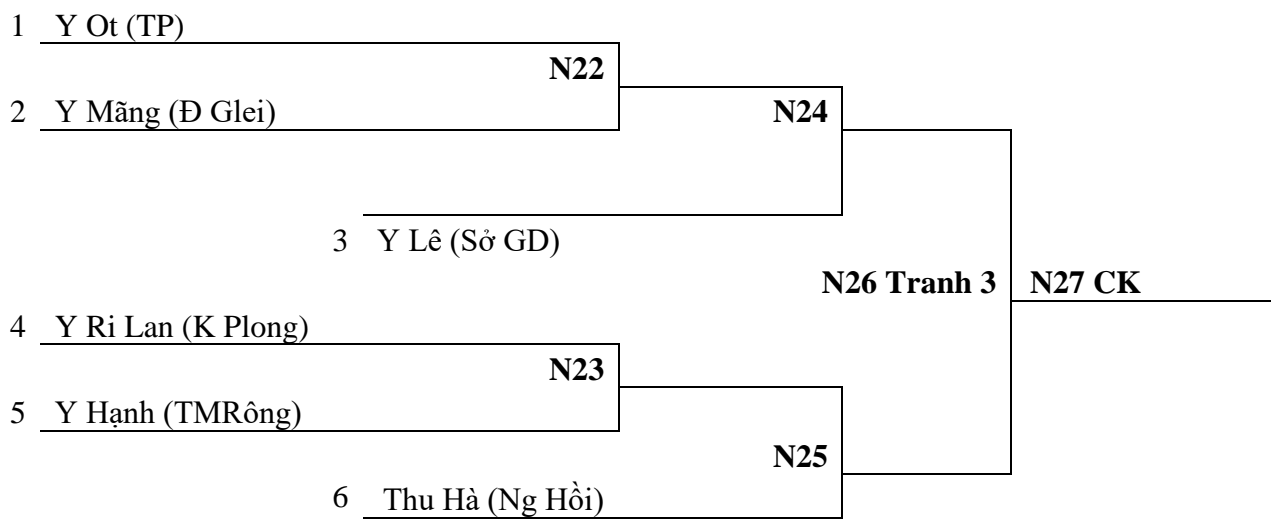 1 Y Ot (TP)
N22
2 Y Mãng (Đ Glei)
N24
3 Y Lê (Sở GD)
N26 Tranh 3
N27 CK
4 Y Ri Lan (K Plong)
N23
5 Y Hạnh (TMRông)
N25
6 Thu Hà (Ng Hồi)